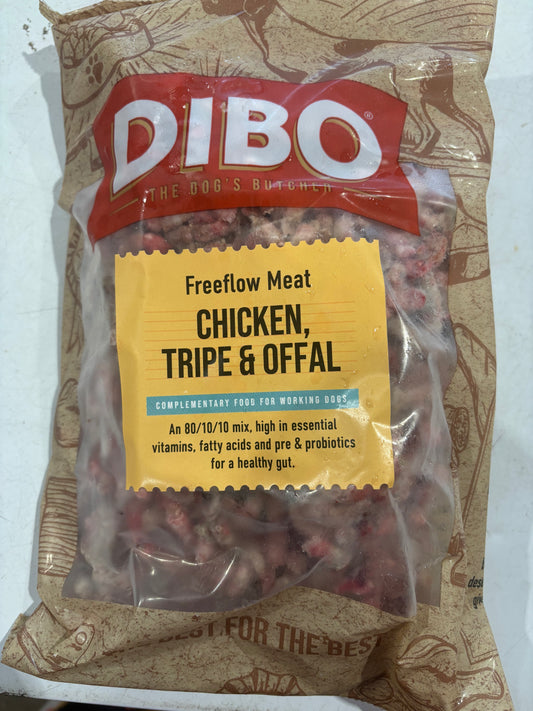 DIBO®
THE DOG'S BUTCHER
Freeflow Meat
CHICKEN,
TRIPE & OFFAL
COMPLEMENTARY FOOD FOR WORKING DOGS
An 80/10/10 mix, high in essential
vitamins, fatty acids and pre & probiotics
for a healthy gut.
BEST FOR THE BEST